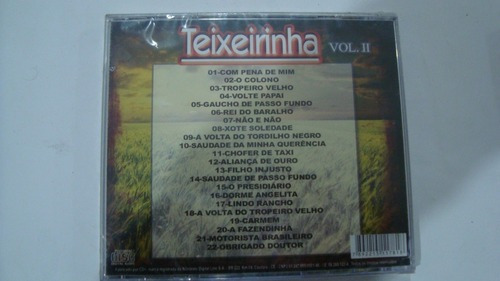 Teixeirinha VOL. II
01-COM PENA DE MIM
02-O COLONO
03-TROPEIRO VELHO
04-VOLTE PAPAI
05-GAUCHO DE PASSO FUNDO
06-REI DO BARALHO
07-NÃO E NÃO
08-XOTE SOLEDADE
09-A VOLTA DO TORDILHO NEGRO
10-SAUDADE DA MINHA QUERÊNCIA
11-CHOFER DE TAXI
12-ALIANÇA DE OURO
13-FILHO INJUSTO
14-SAUDADE DE PASSO FUNDO
15-O PRESIDIÁRIO
16-DORME ANGELITA
17-LINDO RANCHO
18-A VOLTA DO TROPEIRO VELHO
19-CARMEM
20-A FAZENDINHA
21-MOTORISTA BRASILEIRO
22-OBRIGADO DOUTOR